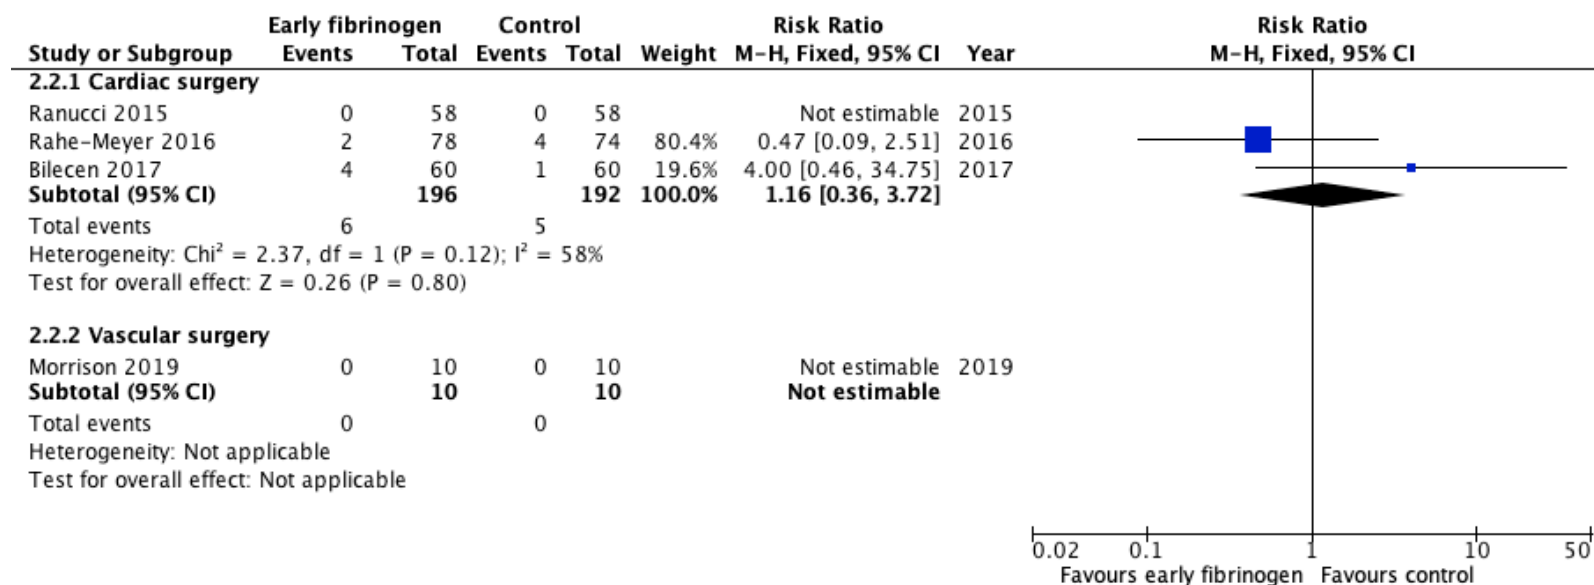 Early fibrinogen Control Risk Ratio Risk Ratio
Study or Subgroup Events Total Events Total Weight M-H, Fixed, 95% CI Year M-H, Fixed, 95% CI
2.2.1 Cardiac surgery
Ranucci 2015 0 58 0 58 Not estimable 2015
Rahe-Meyer 2016 2 78 4 74 80.4% 0.47 [0.09, 2.51] 2016
Bilecen 2017 4 60 1 60 19.6% 4.00 [0.46, 34.75] 2017
Subtotal (95% CI) 196 192 100.0% 1.16 [0.36, 3.72]
Total events 6 5
Heterogeneity: Chi² = 2.37, df = 1 (P = 0.12); I² = 58%
Test for overall effect: Z = 0.26 (P = 0.80)
2.2.2 Vascular surgery
Morrison 2019 0 10 0 10 Not estimable 2019
Subtotal (95% CI) 10 10 Not estimable
Total events 0 0
Heterogeneity: Not applicable
Test for overall effect: Not applicable
0.02 0.1 1 10 50
Favours early fibrinogen Favours control